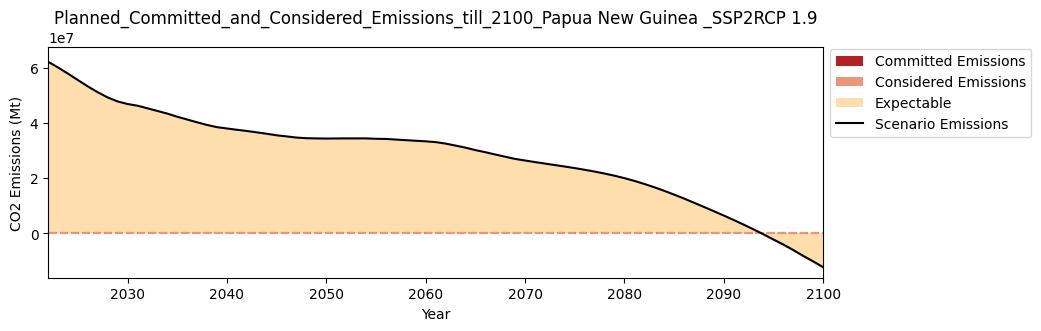 Planned_Committed_and_Considered_Emissions_till_2100_Papua New Guinea _SSP2RCP 1.9
1e7
6
4
2
0
CO2 Emissions (Mt)
2030 2040 2050 2060 2070 2080 2090 2100
Year
Committed Emissions
Considered Emissions
Expectable
Scenario Emissions